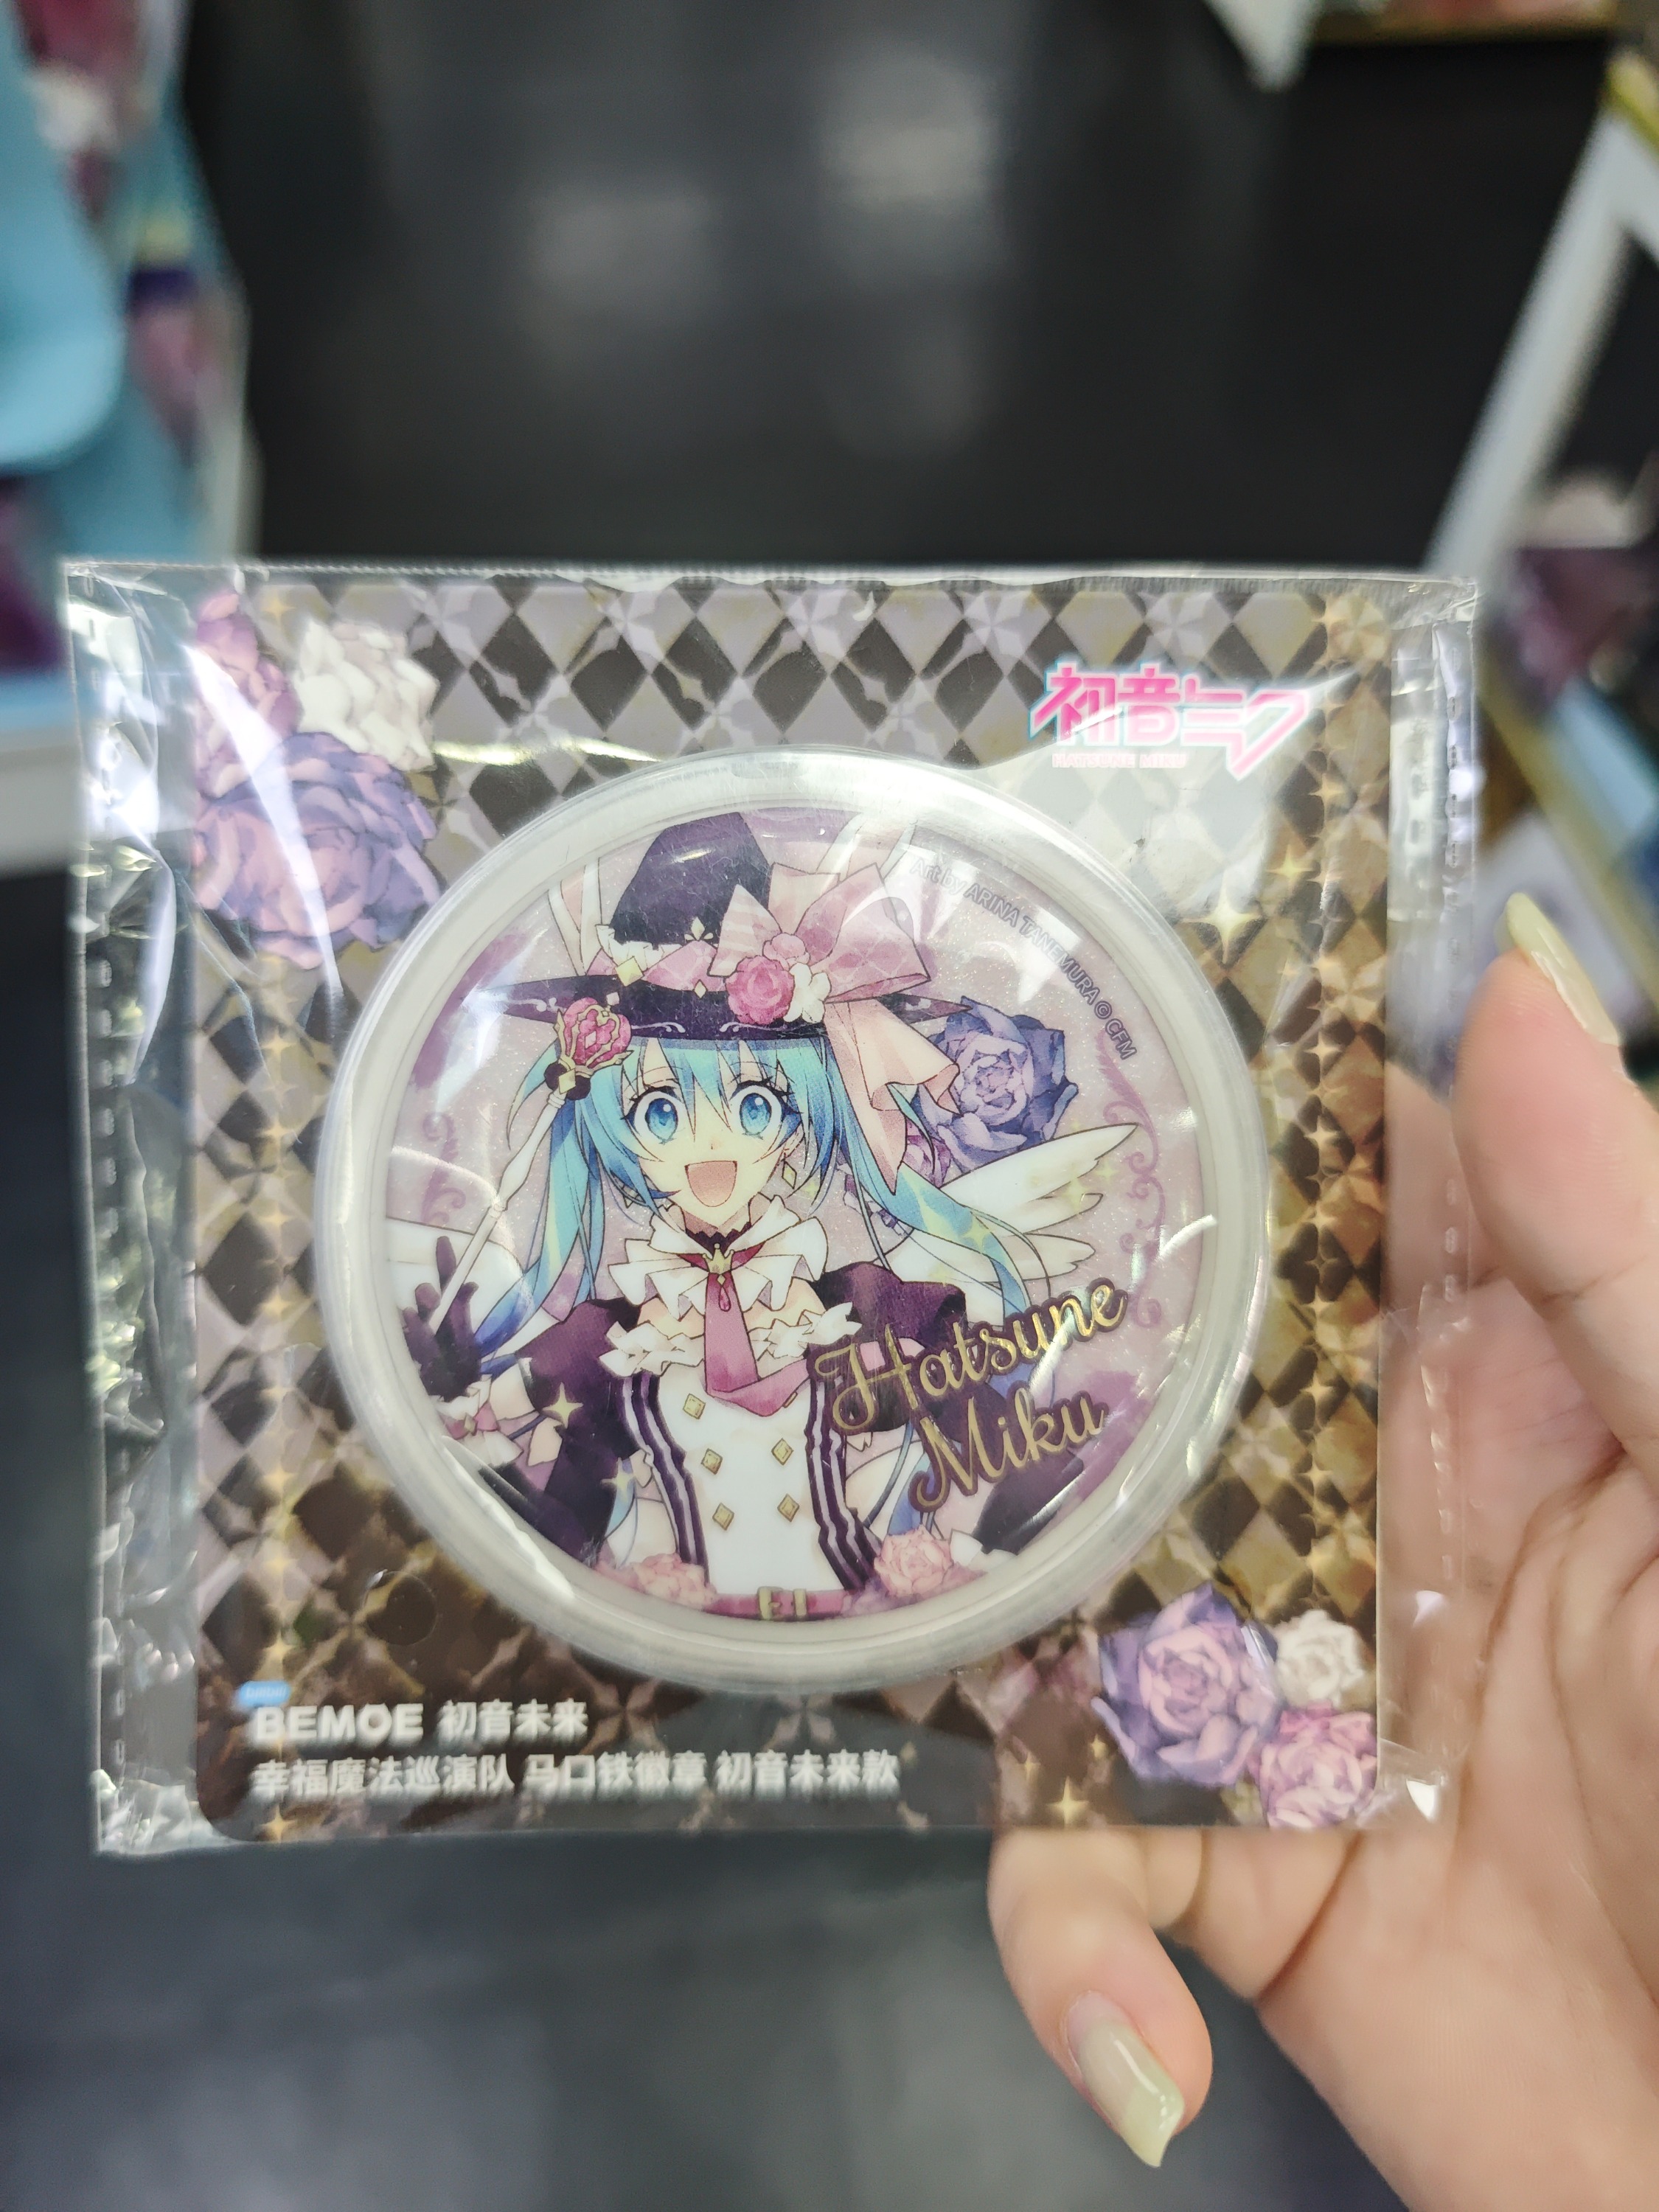 初音ミク
HATSUNE MIKU
Art by ARINA TANEMURA © CFM
Hatsune
Miku
BEMOE 初音未来
幸福魔法巡演队 马口铁徽章 初音未来款